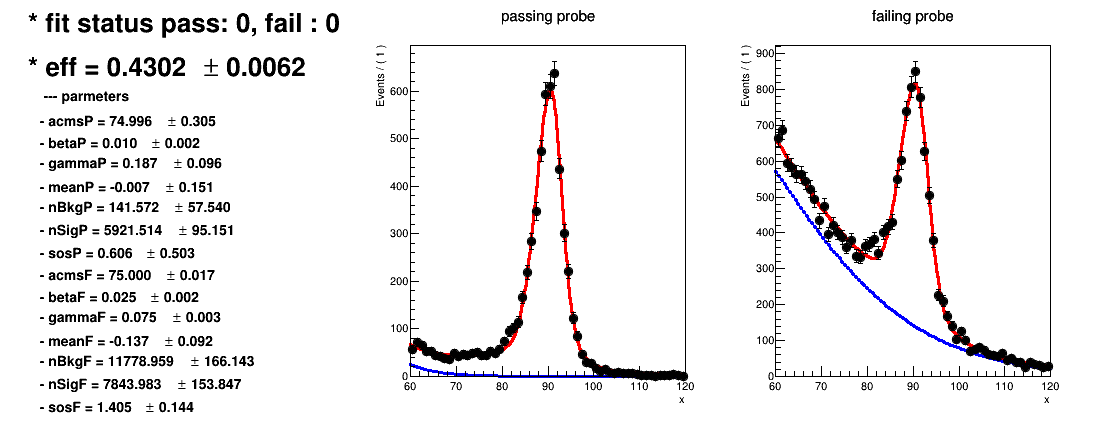 * fit status pass: 0, fail : 0
* eff = 0.4302 ± 0.0062
--- parmeters
- acmsP = 74.996 ± 0.305
- betaP = 0.010 ± 0.002
- gammaP = 0.187 ± 0.096
- meanP = -0.007 ± 0.151
- nBkgP = 141.572 ± 57.540
- nSigP = 5921.514 ± 95.151
- sosP = 0.606 ± 0.503
- acmsF = 75.000 ± 0.017
- betaF = 0.025 ± 0.002
- gammaF = 0.075 ± 0.003
- meanF = -0.137 ± 0.092
- nBkgF = 11778.959 ± 166.143
- nSigF = 7843.983 ± 153.847
- sosF = 1.405 ± 0.144
passing probe
Events / ( 1 )
600
500
400
300
200
100
0
60 70 80 90 100 110 120
x
failing probe
Events / ( 1 )
900
800
700
600
500
400
300
200
100
0
60 70 80 90 100 110 120
x